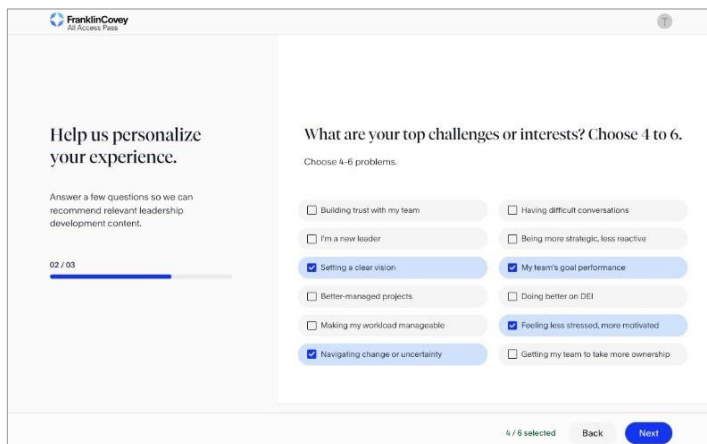 FranklinCovey
All Access Pass
T
Help us personalize
your experience.
Answer a few questions so we can
recommend relevant leadership
development content.
02 / 03
What are your top challenges or interests? Choose 4 to 6.
Choose 4-6 problems.
Building trust with my team
Having difficult conversations
I'm a new leader
Being more strategic, less reactive
Setting a clear vision
My team's goal performance
Better-managed projects
Doing better on DEI
Making my workload manageable
Feeling less stressed, more motivated
Navigating change or uncertainty
Getting my team to take more ownership
4 / 6 selected
Back
Next